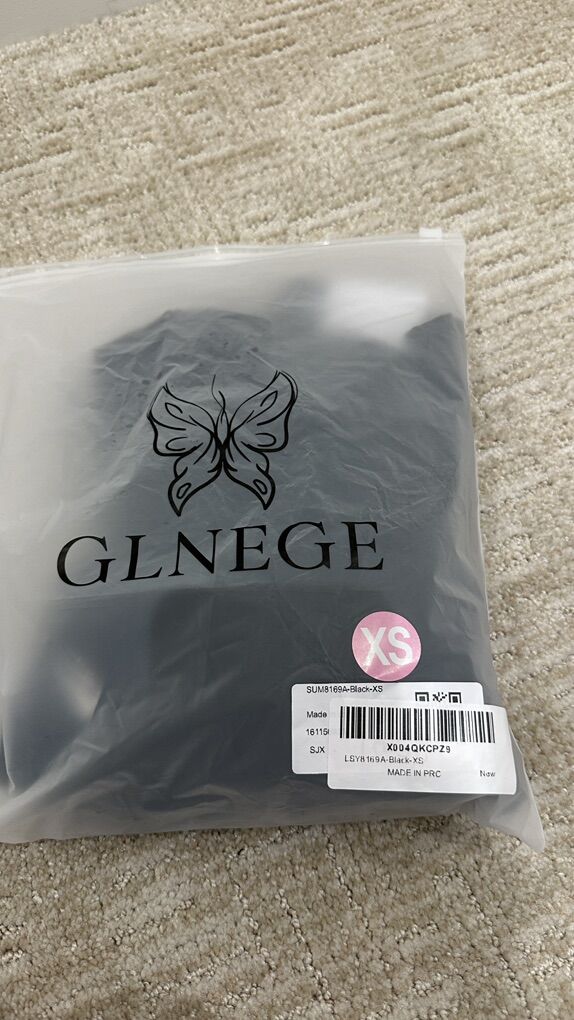 GLNEGE
XS
SUM8169A-Black-XS
Made
SJX
X004QKCPZ9
LSY8169A-Black-XS
MADE IN PRC
New